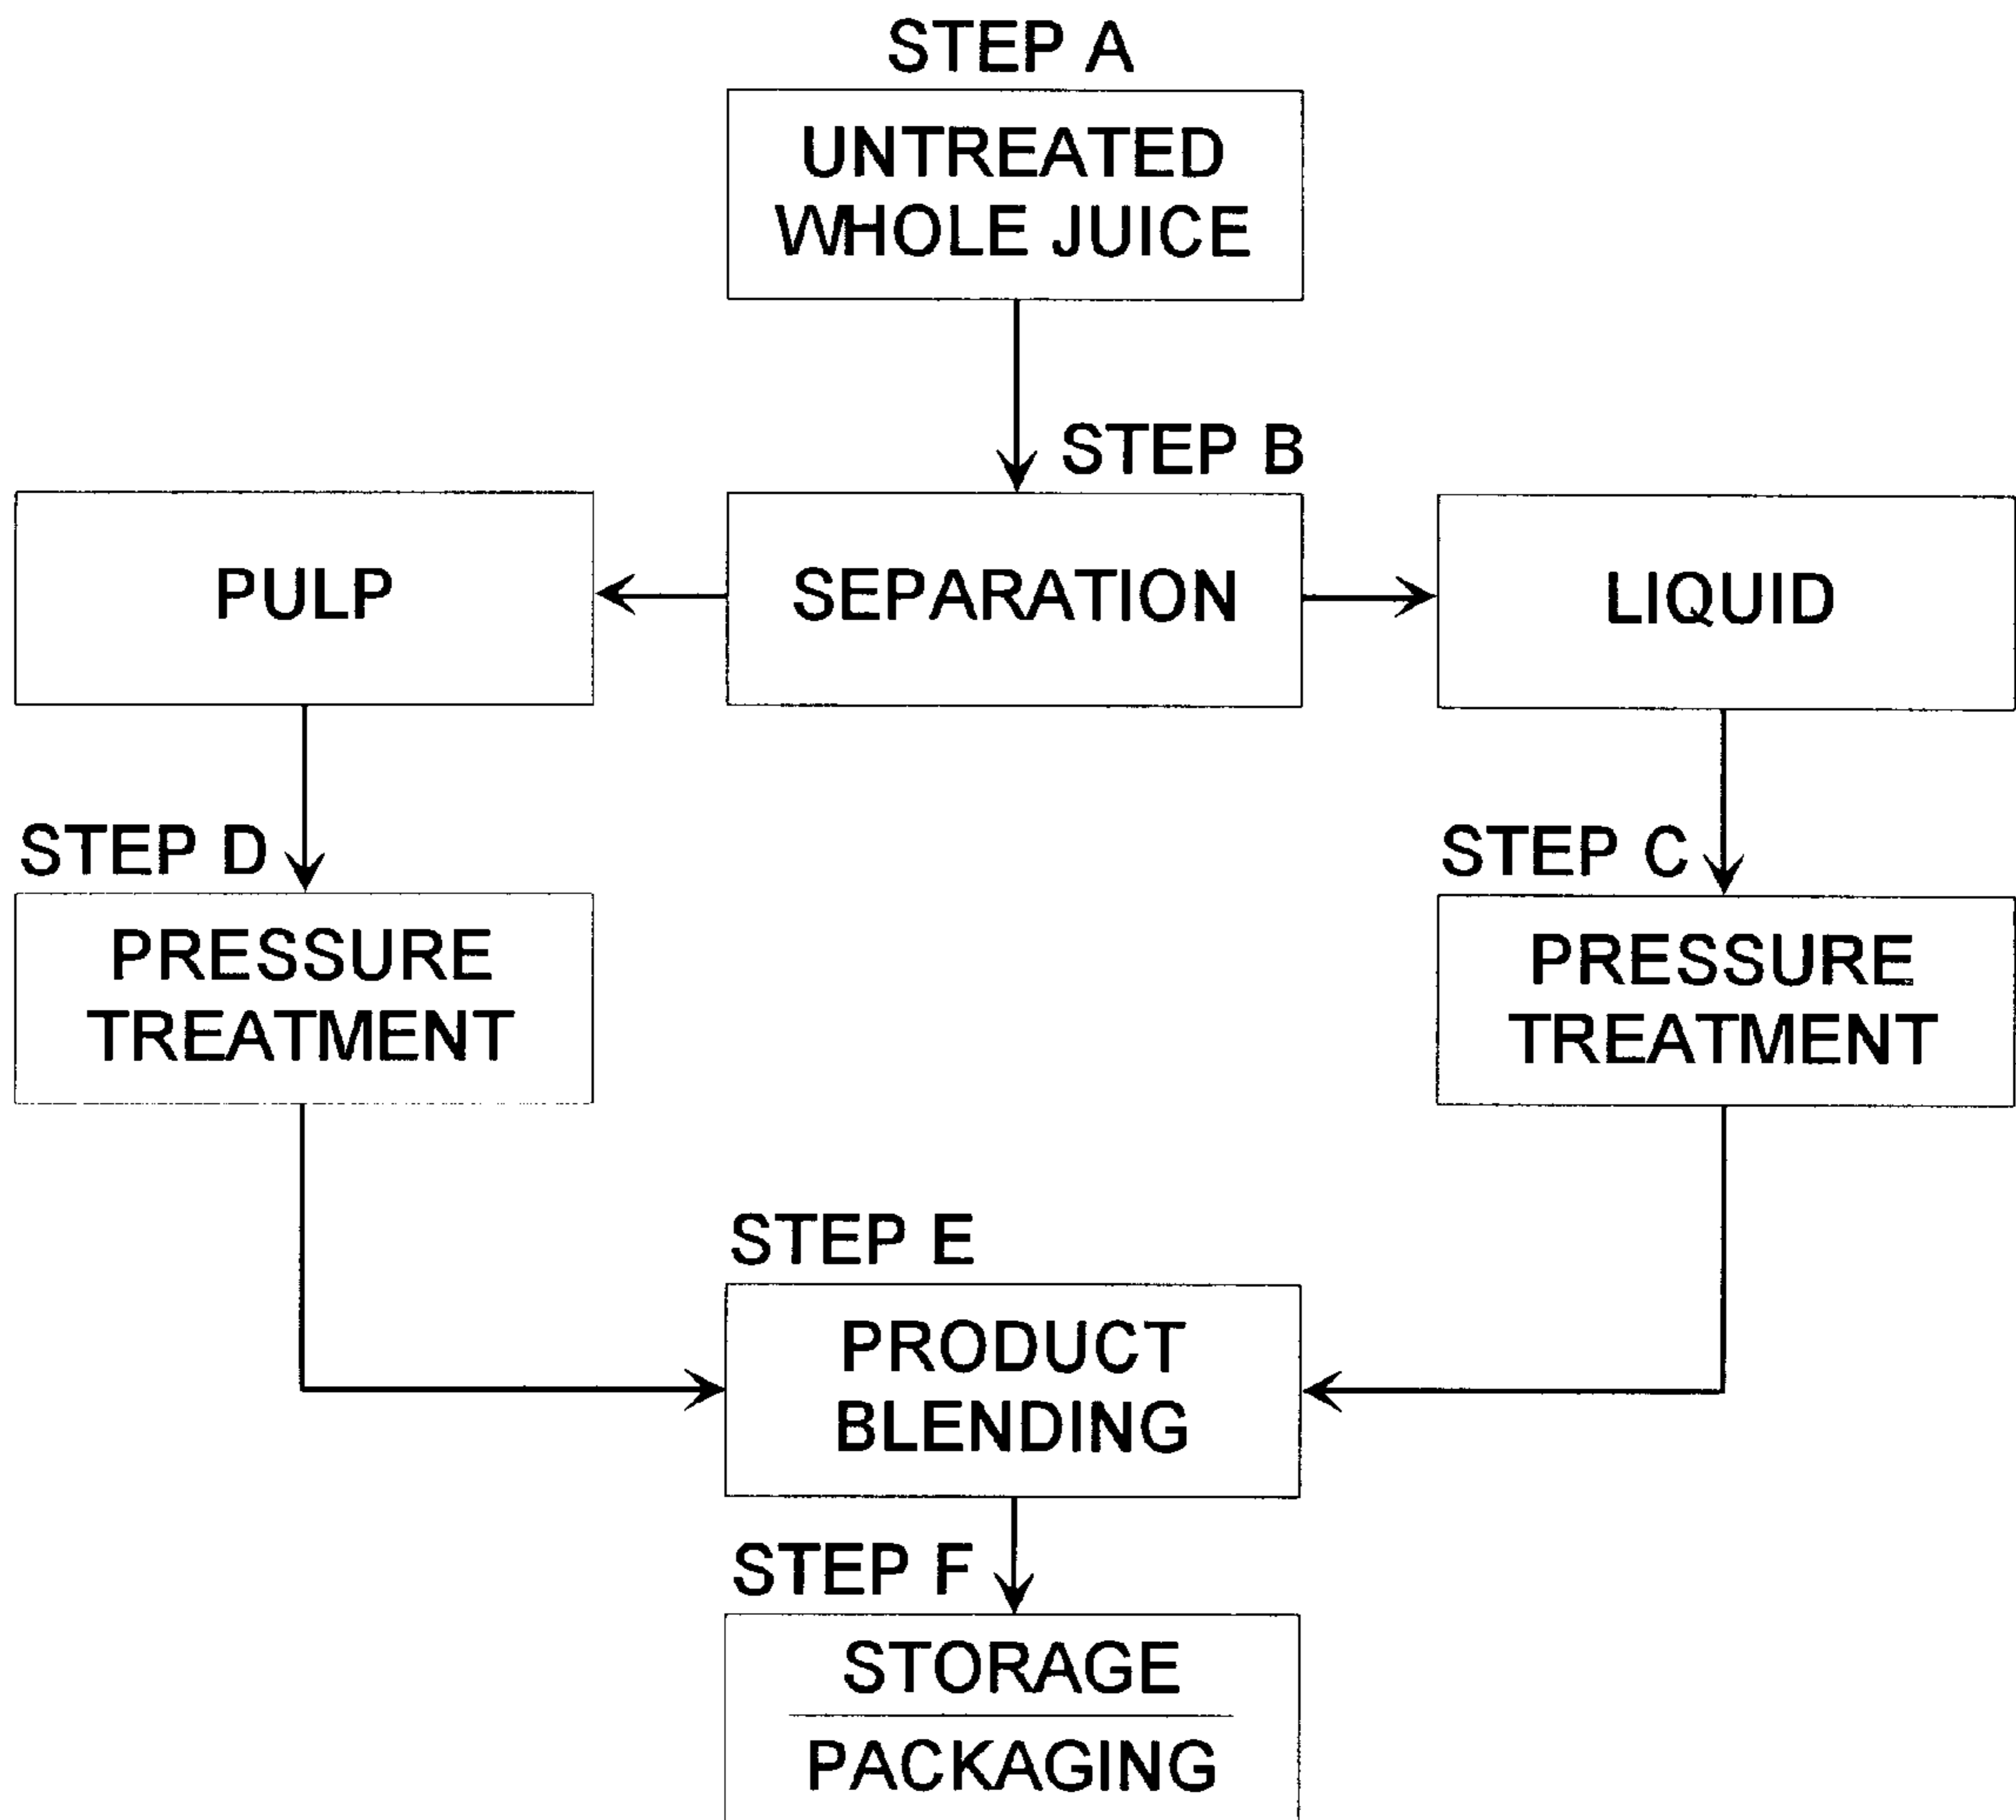 STEP A
UNTREATED
WHOLE JUICE
STEP B
PULP
SEPARATION
LIQUID
STEP D
STEP C
PRESSURE
TREATMENT
PRESSURE
TREATMENT
STEP E
PRODUCT
BLENDING
STEP F
STORAGE
PACKAGING